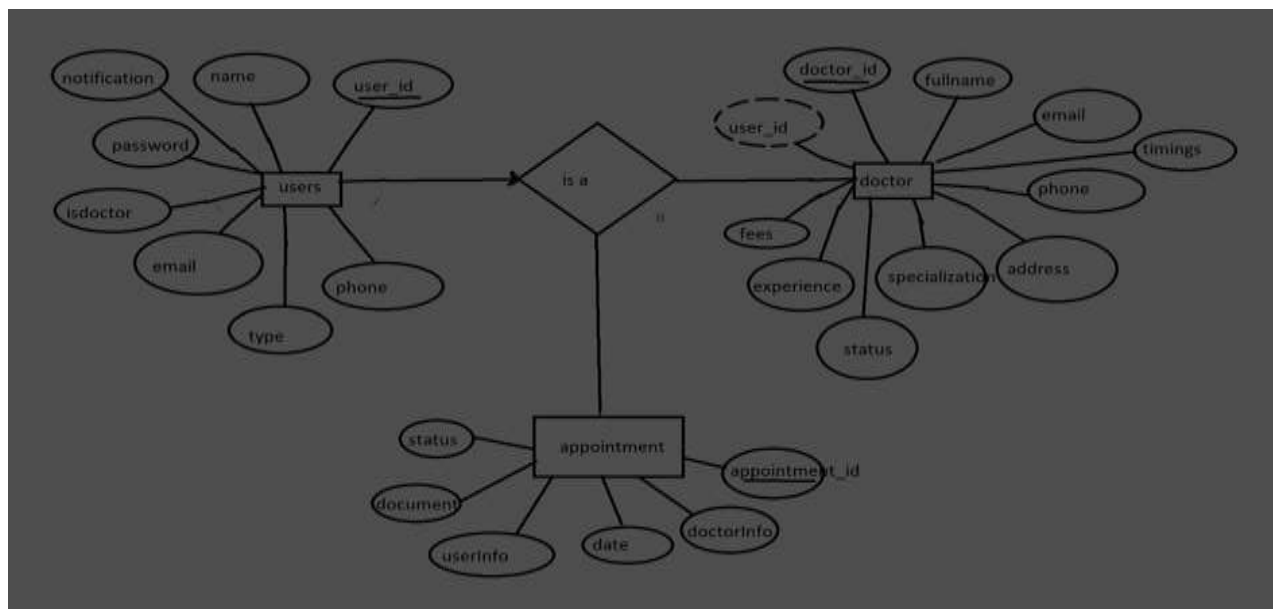 notification
name
user_id
password
users
isdoctor
email
type
phone
is a
doctor_id
fullname
user_id
email
timings
doctor
phone
fees
experience
specialization
address
status
status
appointment
appointment_id
document
userInfo
date
doctorInfo